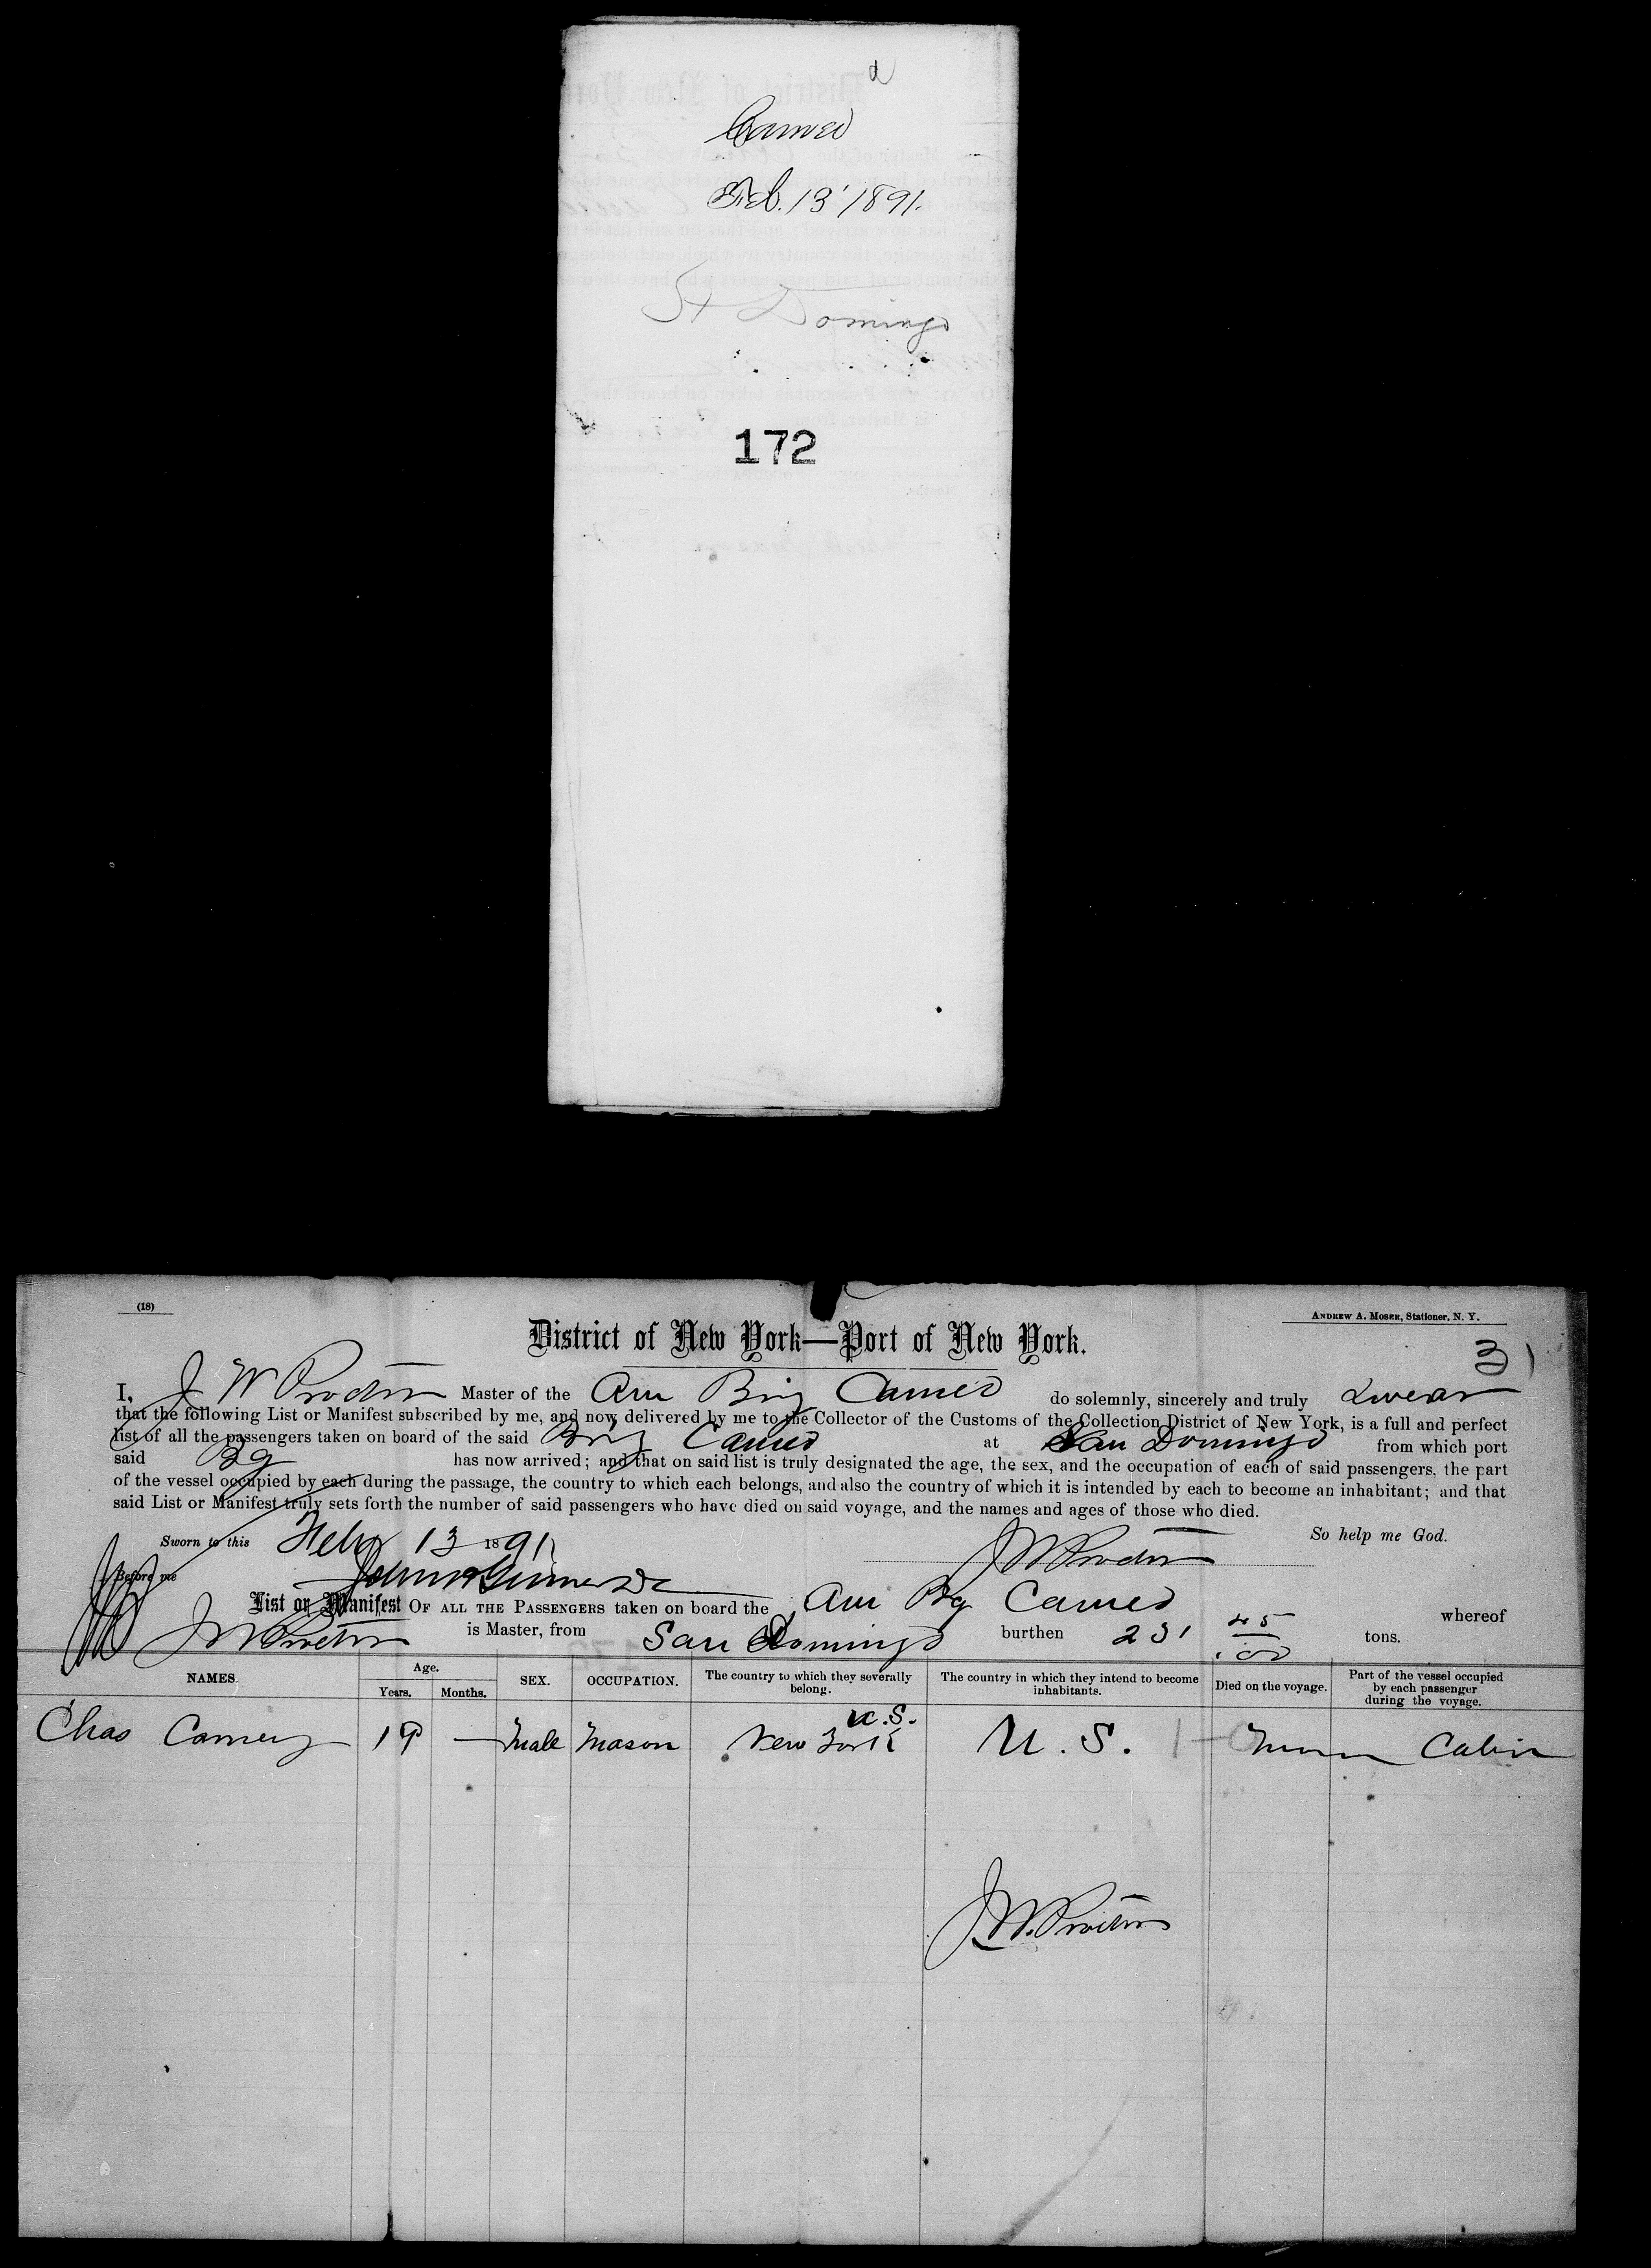 Cameo
Feb. 13' 1891.
St Domingo
172
(18)
ANDREW A. MOSER, Stationer, N. Y.
District of New York—Port of New York.
I, J W Proctor Master of the Am Brig Cameo do solemnly, sincerely and truly swear
that the following List or Manifest subscribed by me, and now delivered by me to the Collector of the Customs of the Collection District of New York, is a full and perfect
list of all the passengers taken on board of the said Brig Cameo at San Domingo from which port
said Bg has now arrived; and that on said list is truly designated the age, the sex, and the occupation of each of said passengers, the part
of the vessel occupied by each during the passage, the country to which each belongs, and also the country of which it is intended by each to become an inhabitant; and that
said List or Manifest truly sets forth the number of said passengers who have died on said voyage, and the names and ages of those who died.
Sworn to this Feby 13 1891 So help me God.
J W Proctor
Before me
List or Manifest OF ALL THE PASSENGERS taken on board the Am Bg Cameo whereof
J W Proctor is Master, from San Domingo burthen 231 45/100 tons.
NAMES. Age. Years. Months. SEX. OCCUPATION. The country to which they severally belong. The country in which they intend to become inhabitants. Died on the voyage. Part of the vessel occupied by each passenger during the voyage.
U.S.
Chas 19 — Male Mason New York U. S. Cabin
J. W. Proctor